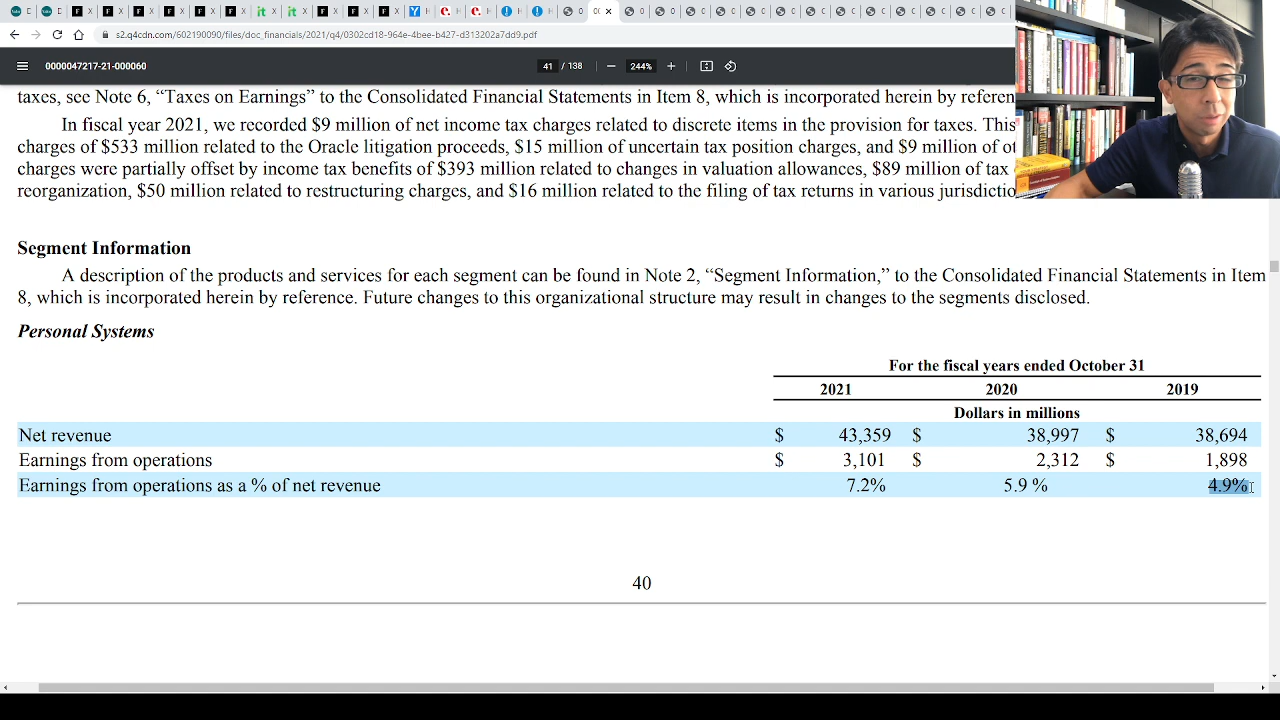 s2.q4cdn.com/602190090/files/doc_financials/2021/q4/0302cd18-964e-4bee-b427-d313202a7dd9.pdf
0000047217-21-000060
41 / 138
244%
taxes, see Note 6, “Taxes on Earnings” to the Consolidated Financial Statements in Item 8, which is incorporated herein by referen
In fiscal year 2021, we recorded $9 million of net income tax charges related to discrete items in the provision for taxes. This
charges of $533 million related to the Oracle litigation proceeds, $15 million of uncertain tax position charges, and $9 million of ot
charges were partially offset by income tax benefits of $393 million related to changes in valuation allowances, $89 million of tax
reorganization, $50 million related to restructuring charges, and $16 million related to the filing of tax returns in various jurisdictio
Segment Information
A description of the products and services for each segment can be found in Note 2, “Segment Information,” to the Consolidated Financial Statements in Item
8, which is incorporated herein by reference. Future changes to this organizational structure may result in changes to the segments disclosed.
Personal Systems
For the fiscal years ended October 31
2021 2020 2019
Dollars in millions
Net revenue $ 43,359 $ 38,997 $ 38,694
Earnings from operations $ 3,101 $ 2,312 $ 1,898
Earnings from operations as a % of net revenue 7.2% 5.9 % 4.9%
40